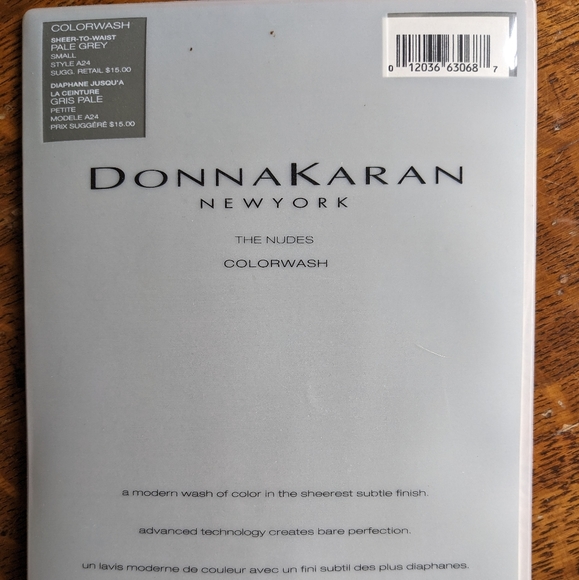 COLORWASH
SHEER-TO-WAIST
PALE GREY
SMALL
STYLE A24
SUGG. RETAIL $15.00
DIAPHANE JUSQU'A
LA CEINTURE
GRIS PALE
PETITE
MODELE A24
PRIX SUGGÉRÉ $15.00
0 12036 63068 7
DONNAKARAN
NEWYORK
THE NUDES
COLORWASH
a modern wash of color in the sheerest subtle finish.
advanced technology creates bare perfection.
un lavis moderne de couleur avec un fini subtil des plus diaphanes.